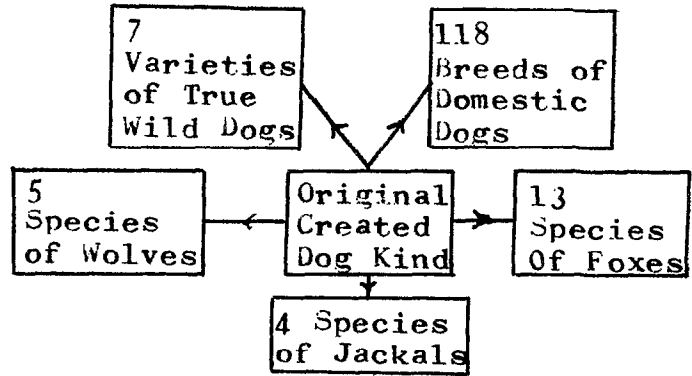 7
Varieties
of True
Wild Dogs
118
Breeds of
Domestic
Dogs
5
Species
of Wolves
Original
Created
Dog Kind
13
Species
Of Foxes
4 Species
of Jackals